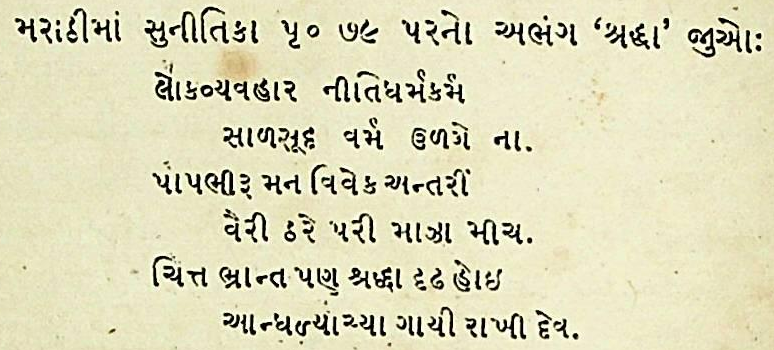 મરાઠીમાં સુનીતિકા પૃ૦ ૭૯ પરનો અભંગ ‘શ્રદ્ધા’ જુઓઃ
લોકવ્યવહાર નીતિધર્મકર્મ
સાળસૂદ વર્મ ઉળગે ના.
પાપભીરૂ મન વિવેક અન્તરીં
વૈરી ઠરે પરી માઝા મીચ.
ચિત્ત ભ્રાન્ત પણ શ્રદ્ધા દૃઢ હોઇ
આન્ધળ્યાચ્યા ગાયી રાખી દેવ.